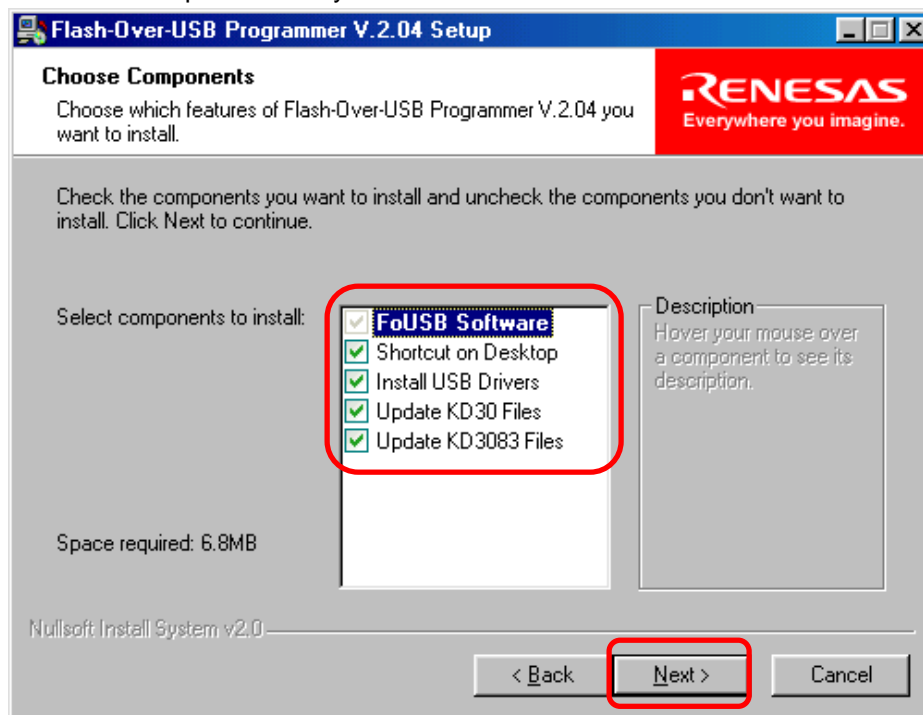 Flash-Over-USB Programmer V.2.04 Setup
Choose Components
Choose which features of Flash-Over-USB Programmer V.2.04 you
want to install.
RENESAS
Everywhere you imagine.
Check the components you want to install and uncheck the components you don't want to
install. Click Next to continue.
Select components to install:
FoUSB Software
Shortcut on Desktop
Install USB Drivers
Update KD30 Files
Update KD3083 Files
Description
Hover your mouse over
a component to see its
description.
Space required: 6.8MB
Nullsoft Install System v2.0
< Back
Next >
Cancel